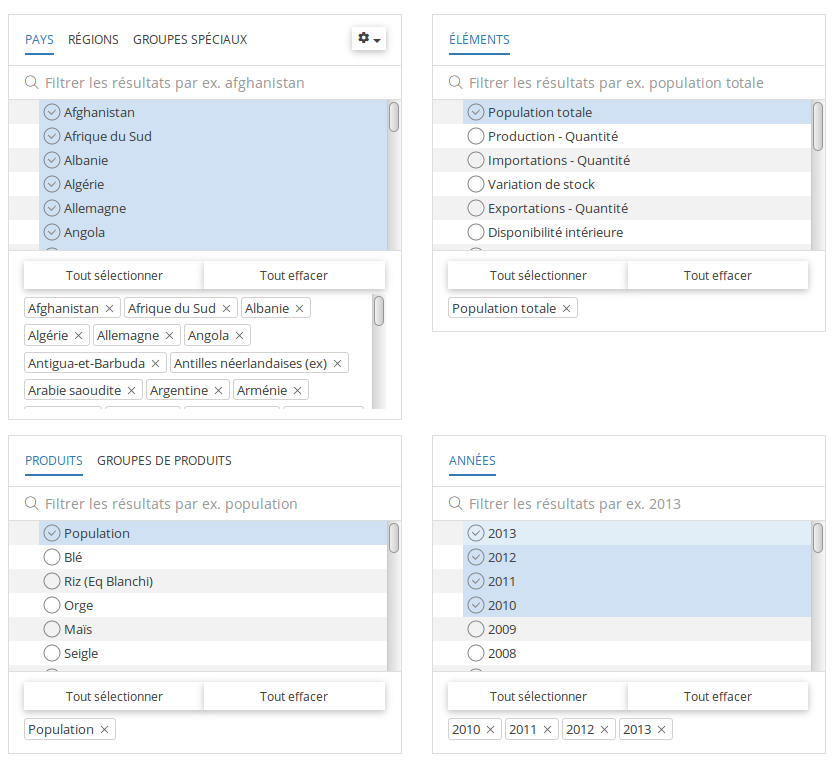 PAYS RÉGIONS GROUPES SPÉCIAUX
Filtrer les résultats par ex. afghanistan
Afghanistan
Afrique du Sud
Albanie
Algérie
Allemagne
Angola
Tout sélectionner Tout effacer
Afghanistan × Afrique du Sud × Albanie ×
Algérie × Allemagne × Angola ×
Antigua-et-Barbuda × Antilles néerlandaises (ex) ×
Arabie saoudite × Argentine × Arménie ×
ÉLÉMENTS
Filtrer les résultats par ex. population totale
Population totale
Production - Quantité
Importations - Quantité
Variation de stock
Exportations - Quantité
Disponibilité intérieure
Tout sélectionner Tout effacer
Population totale ×
PRODUITS GROUPES DE PRODUITS
Filtrer les résultats par ex. population
Population
Blé
Riz (Eq Blanchi)
Orge
Maïs
Seigle
Tout sélectionner Tout effacer
Population ×
ANNÉES
Filtrer les résultats par ex. 2013
2013
2012
2011
2010
2009
2008
Tout sélectionner Tout effacer
2010 × 2011 × 2012 × 2013 ×